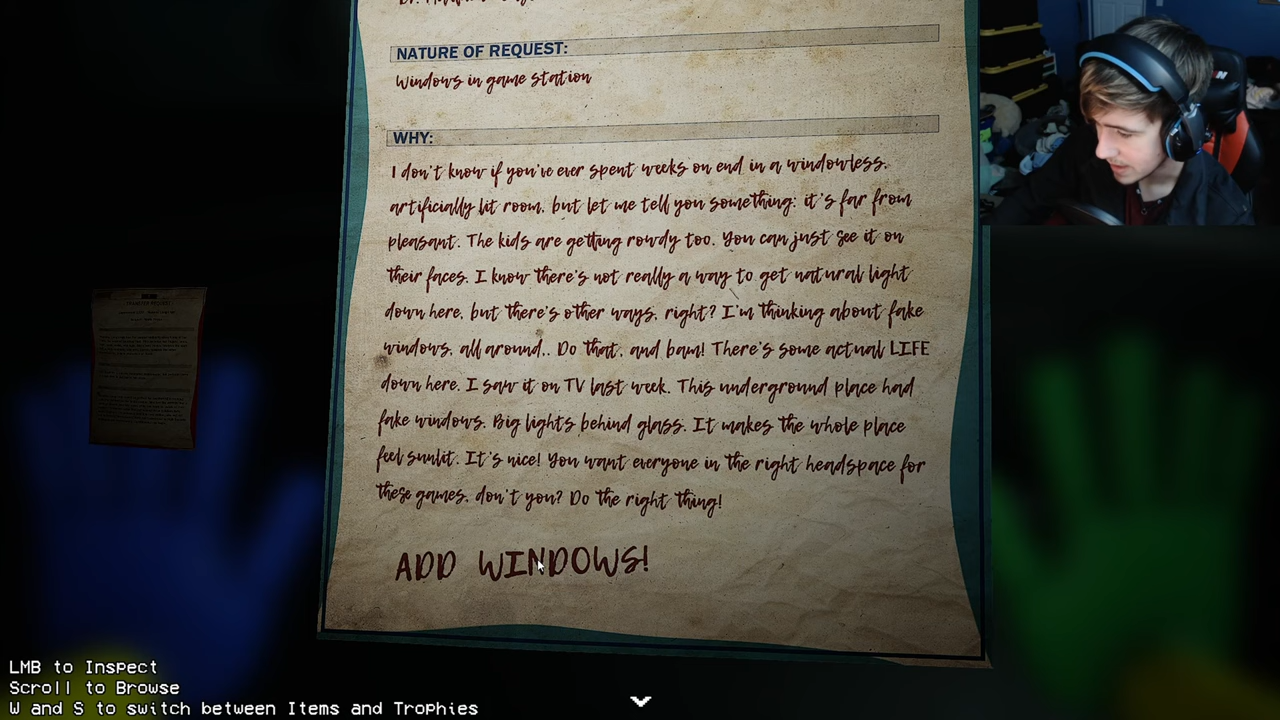 NATURE OF REQUEST:
Windows in game station
WHY:
I don't know if you've ever spent weeks on end in a windowless,
artificially lit room, but let me tell you something: it's far from
pleasant. The kids are getting rowdy too. You can just see it on
their faces. I know there's not really a way to get natural light
down here, but there's other ways, right? I'm thinking about fake
windows, all around.. Do that, and bam! There's some actual LIFE
down here. I saw it on TV last week. This underground place had
fake windows. Big lights behind glass. It makes the whole place
feel sunlit. It's nice! You want everyone in the right headspace for
these games, don't you? Do the right thing!
ADD WINDOWS!
LMB to Inspect
Scroll to Browse
W and S to switch between Items and Trophies